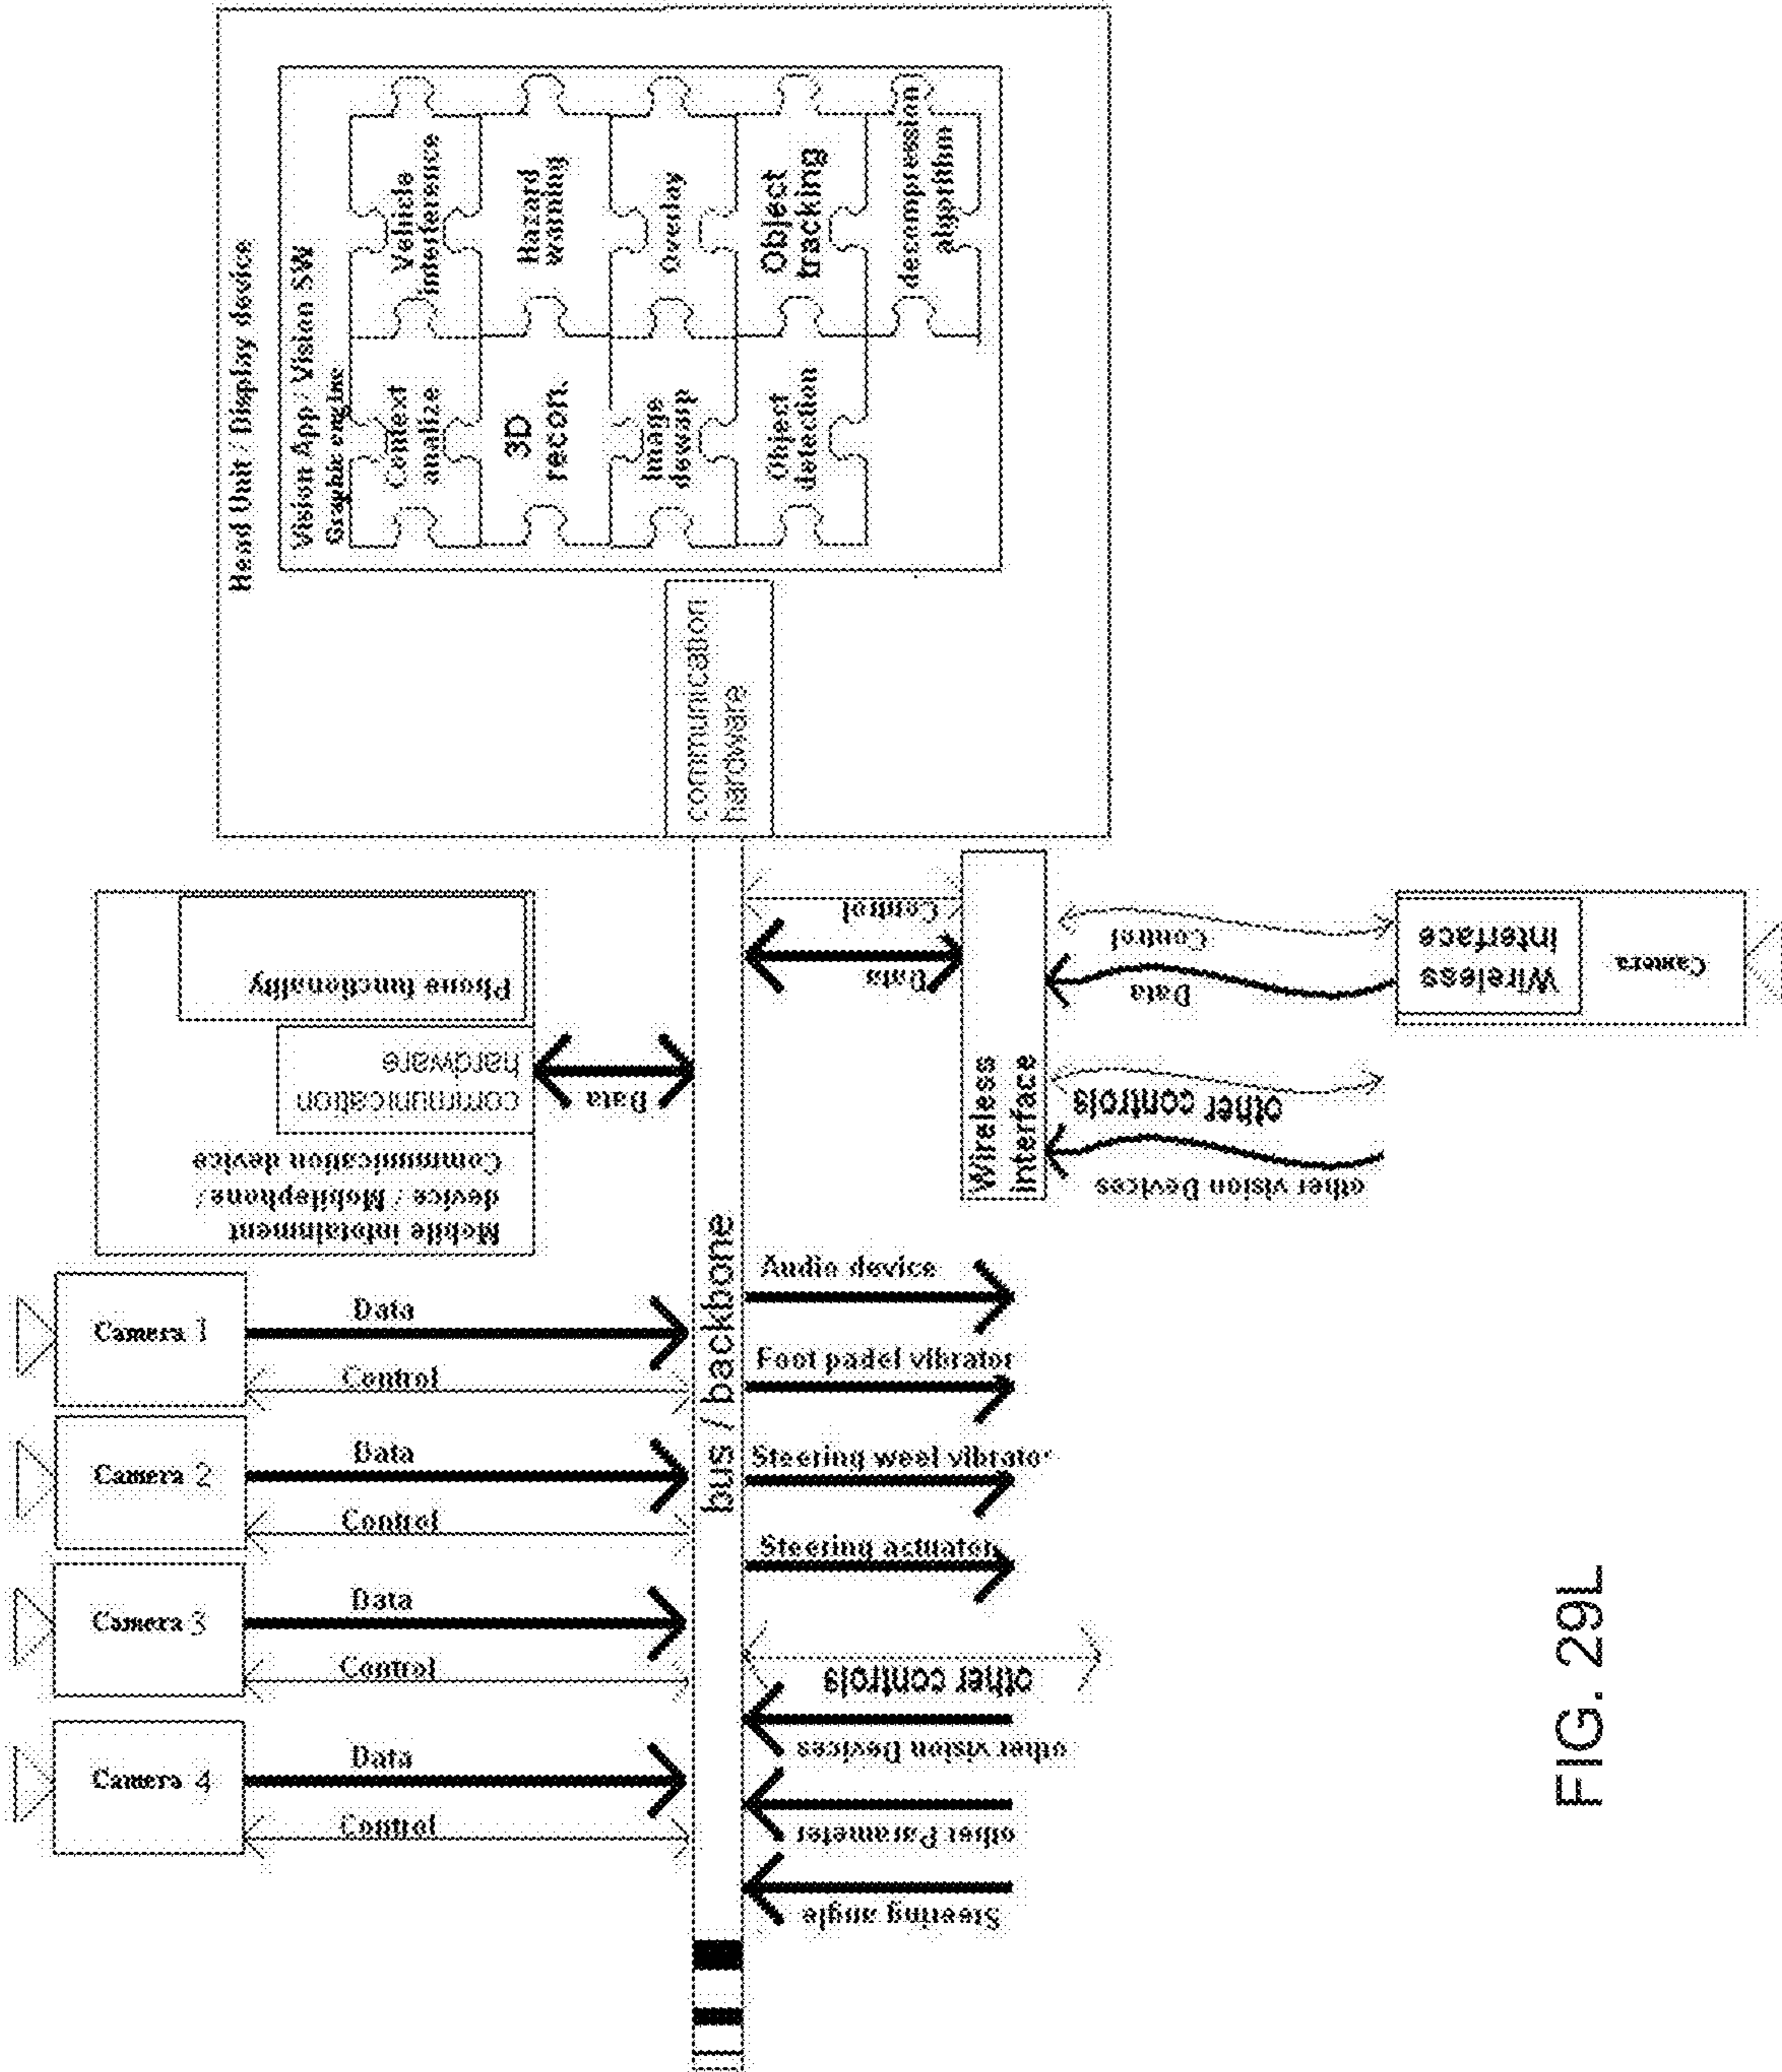 Head Unit / Display device
Vision App / Vision SW
Graphic engine
Context
analize
Vehicle
interference
3D
recon.
Hazard
warning
Image
dewarp
Overlay
Object
detection
Object
tracking
decompression
algorithm
communication
hardware
Mobile infotainment
device / Mobilephone /
Communication device
communication
hardware
Phone functionality
Data
Control
Data
Wireless
interface
Control
Data
Wireless
interface
Camera
other controls
other vision Devices
Camera 1
Data
Control
Camera 2
Data
Control
Camera 3
Data
Control
Camera 4
Data
Control
bus / backbone
Audio device
Foot padel vibrator
Steering weel vibrator
Steering actuator
other controls
other vision Devices
other Parameter
Steering angle
FIG. 29L